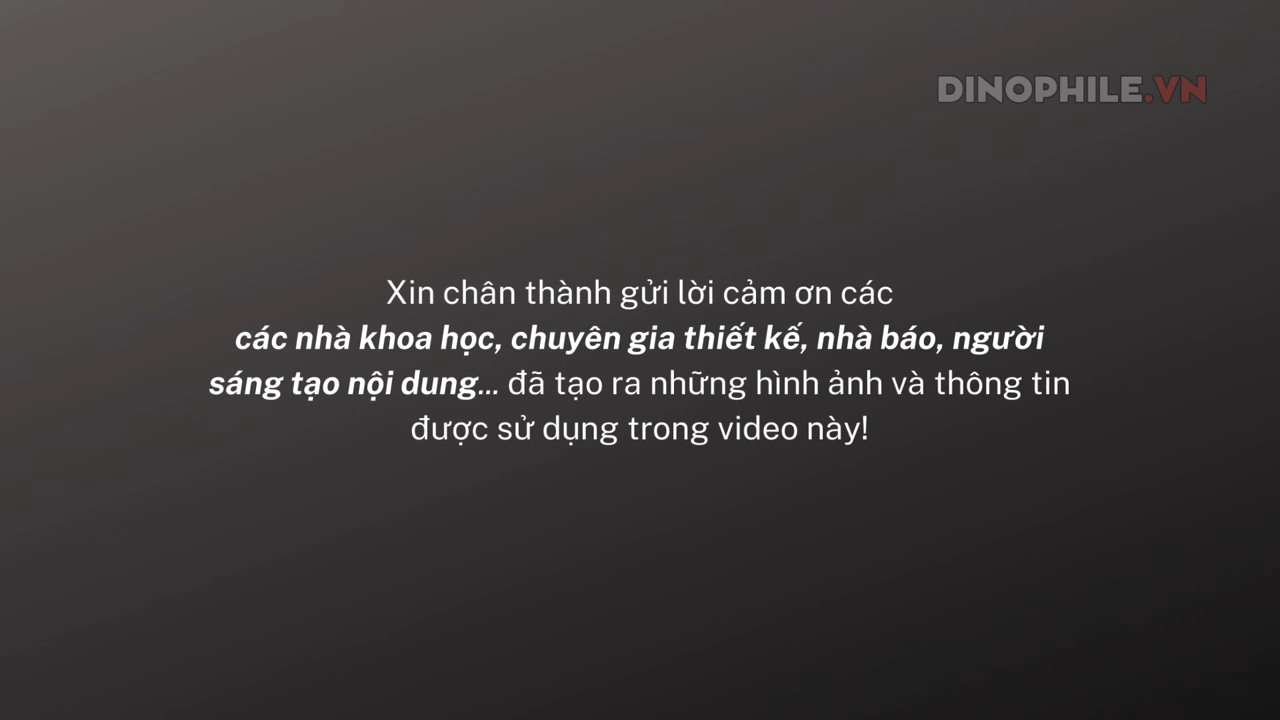 DINOPHILE.VN
Xin chân thành gửi lời cảm ơn các
các nhà khoa học, chuyên gia thiết kế, nhà báo, người
sáng tạo nội dung... đã tạo ra những hình ảnh và thông tin
được sử dụng trong video này!